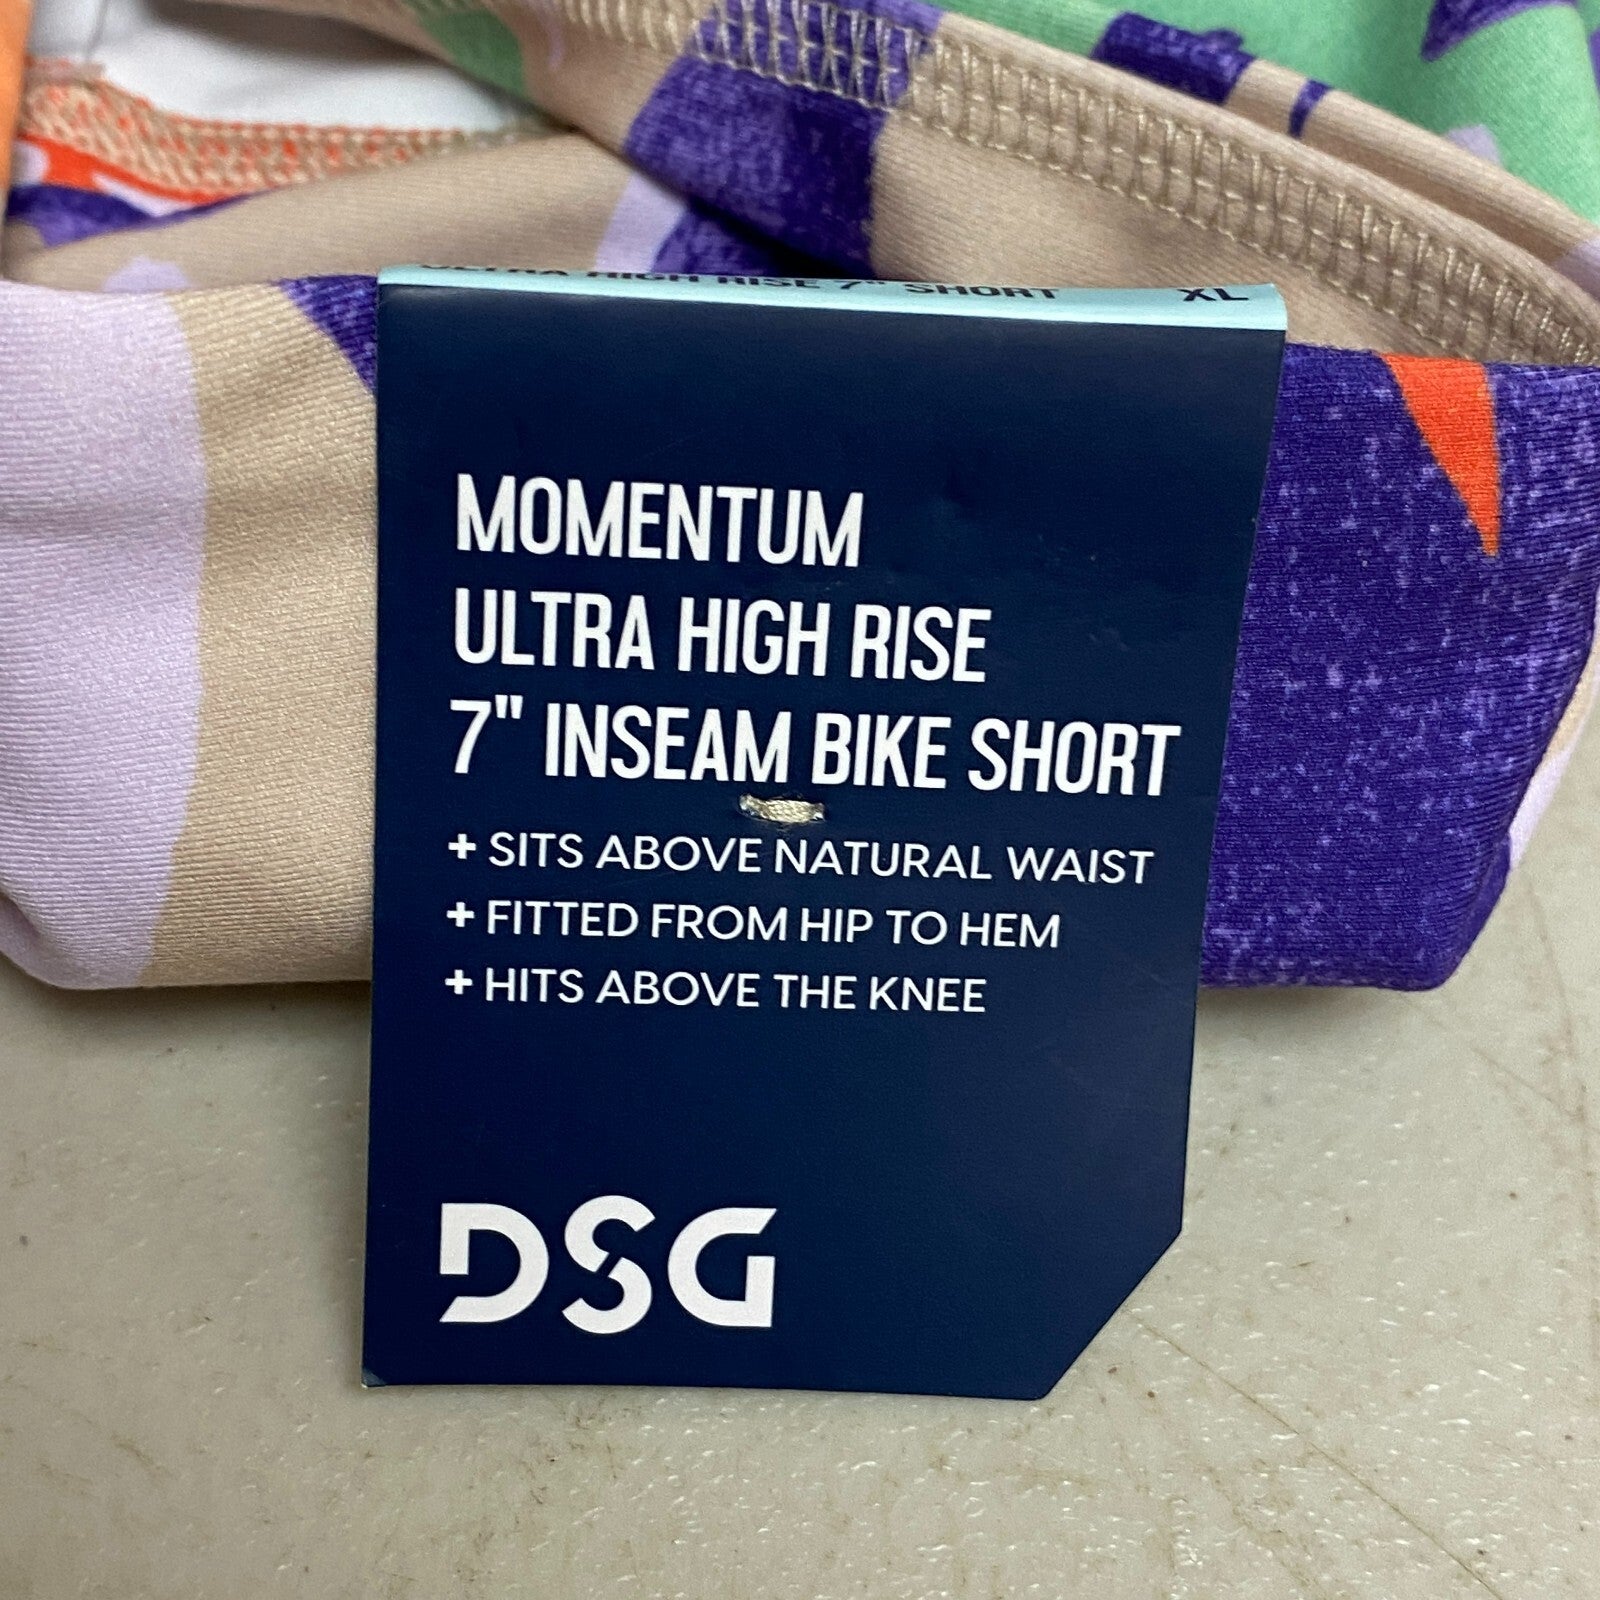 ULTRA HIGH RISE 7" SHORT XL
MOMENTUM
ULTRA HIGH RISE
7" INSEAM BIKE SHORT
+ SITS ABOVE NATURAL WAIST
+ FITTED FROM HIP TO HEM
+ HITS ABOVE THE KNEE
DSG